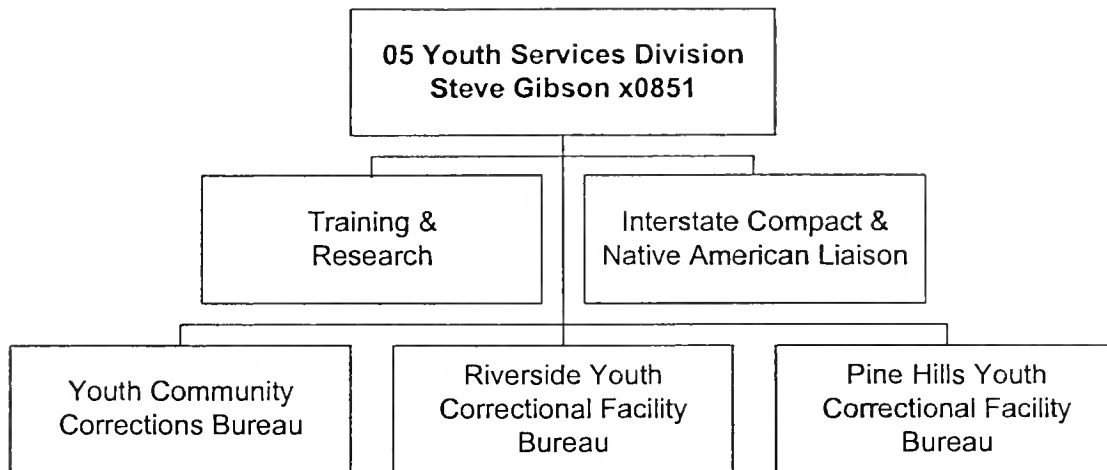 05 Youth Services Division
Steve Gibson x0851
Training &
Research
Interstate Compact &
Native American Liaison
Youth Community
Corrections Bureau
Riverside Youth
Correctional Facility
Bureau
Pine Hills Youth
Correctional Facility
Bureau